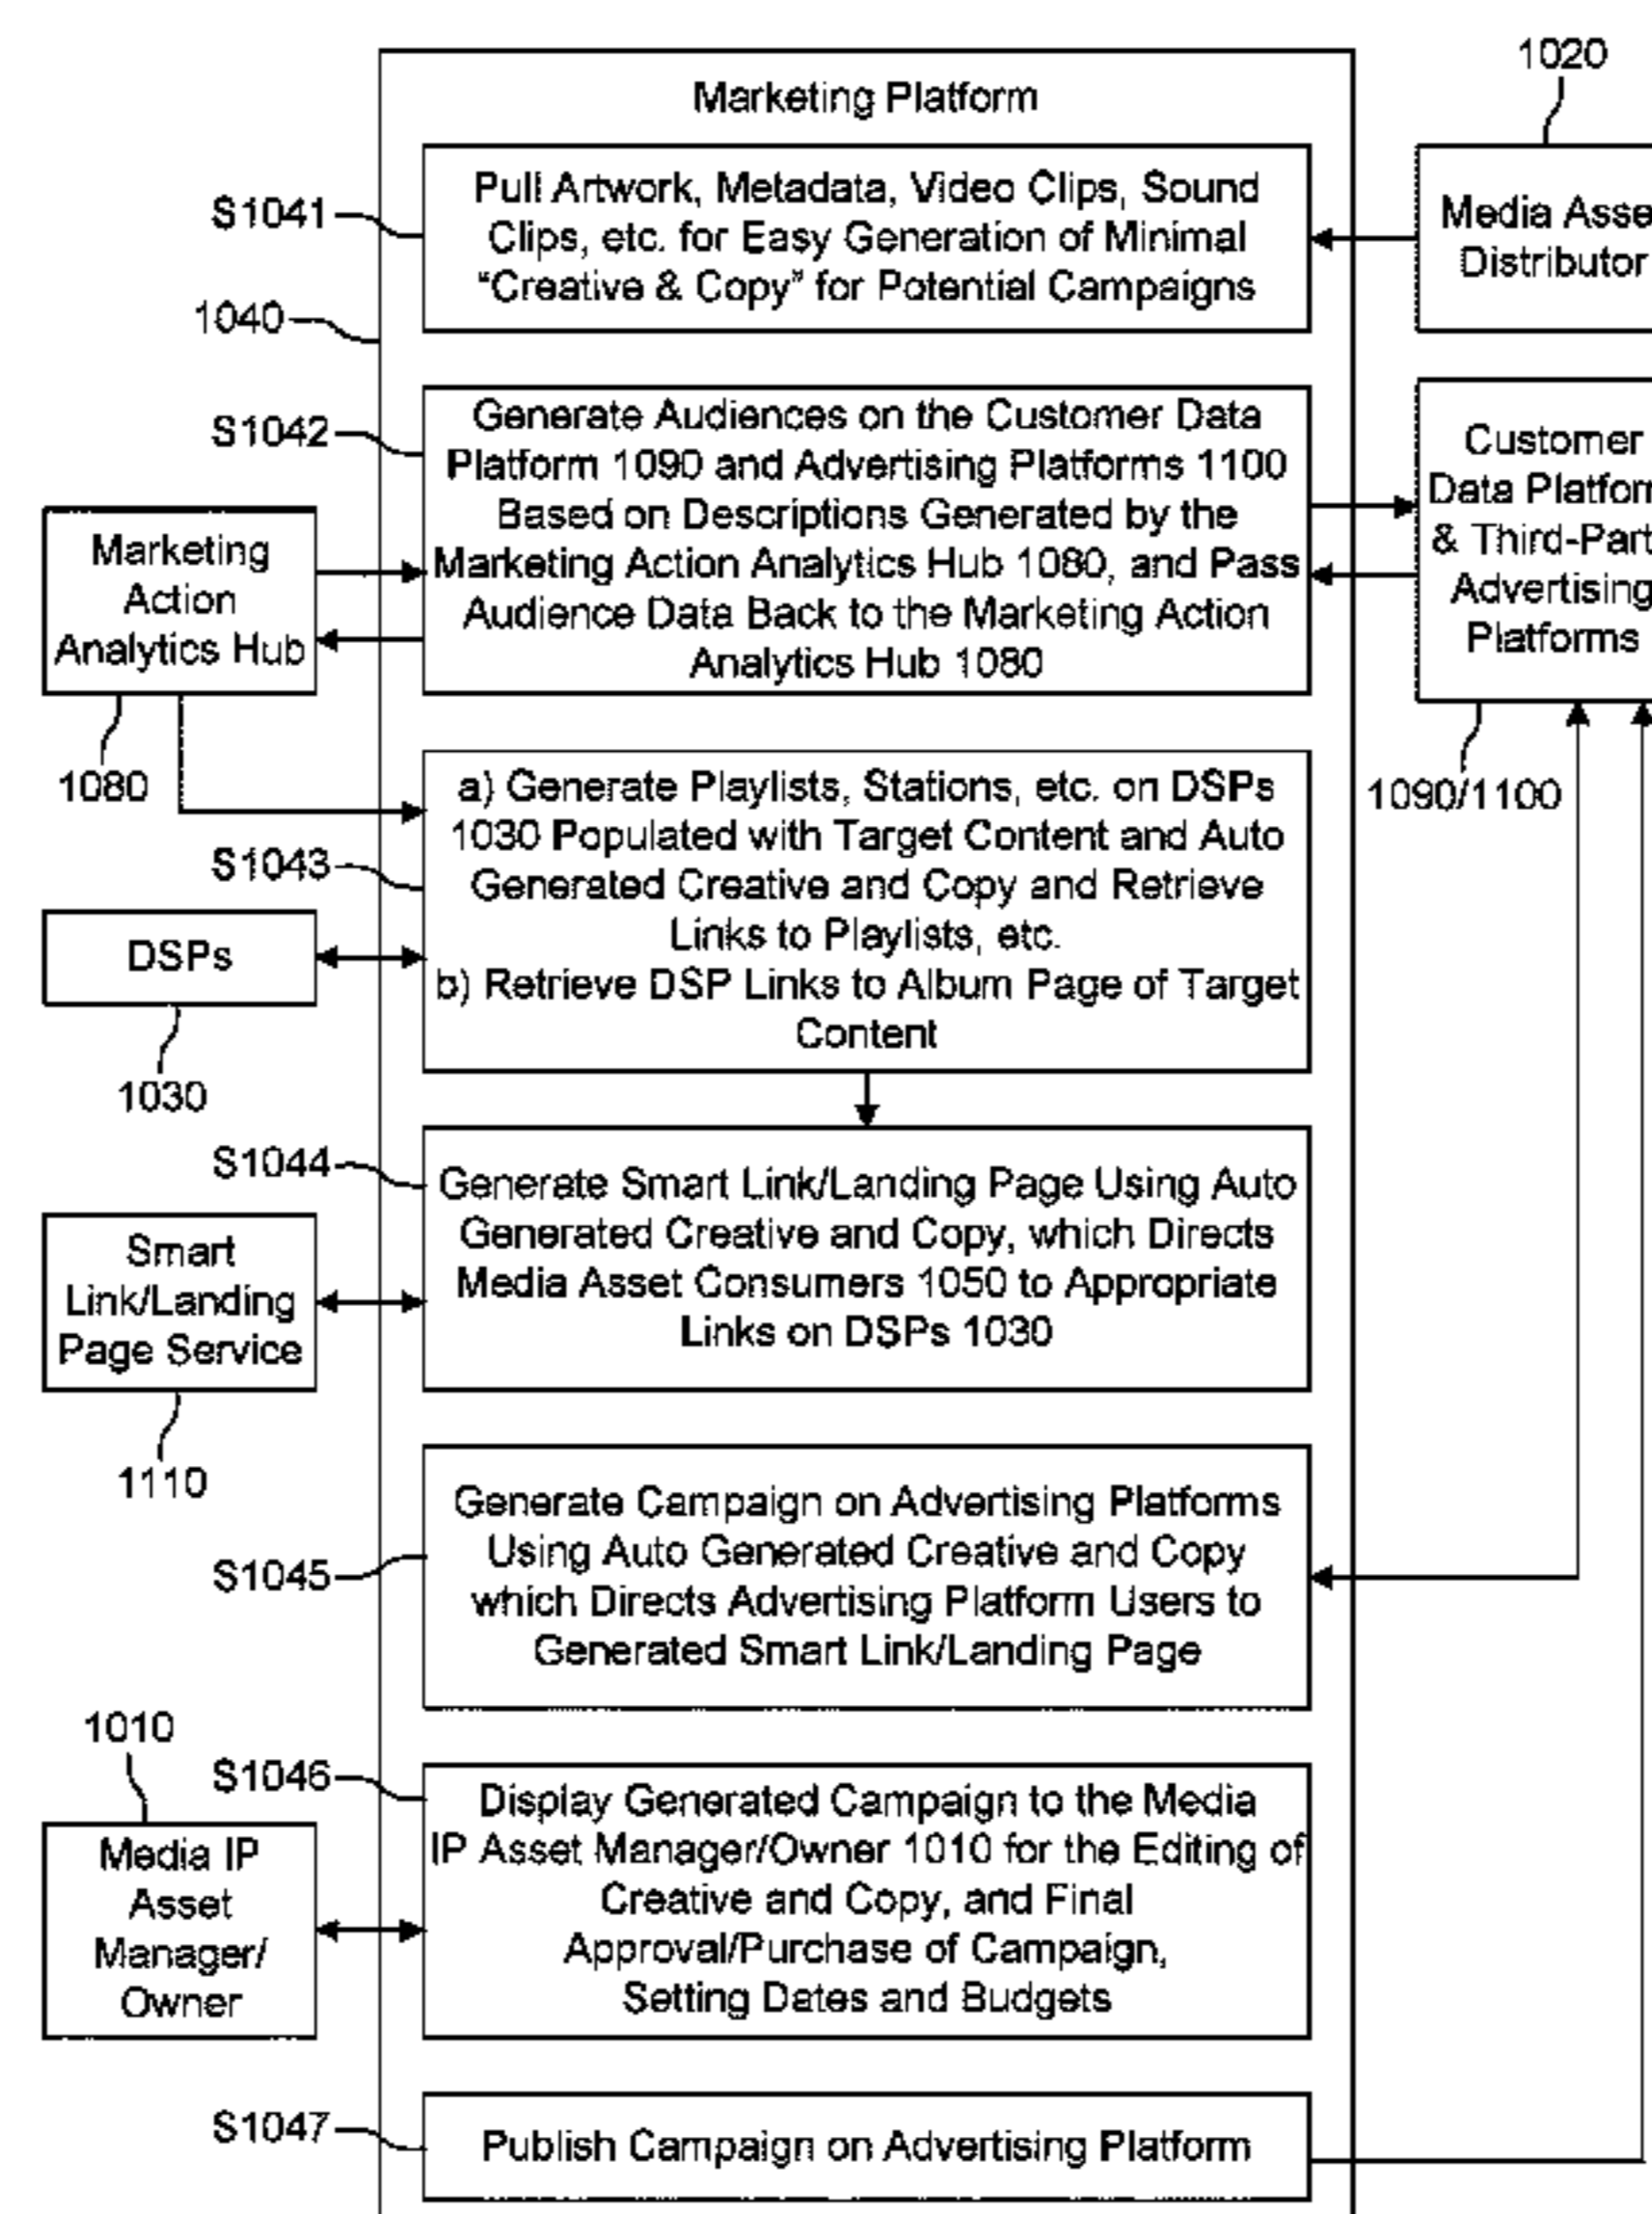 1020
Marketing Platform
S1041
Pull Artwork, Metadata, Video Clips, Sound
Clips, etc. for Easy Generation of Minimal
“Creative & Copy” for Potential Campaigns
Media Asse
Distributor
1040
S1042
Generate Audiences on the Customer Data
Platform 1090 and Advertising Platforms 1100
Based on Descriptions Generated by the
Marketing Action Analytics Hub 1080, and Pass
Audience Data Back to the Marketing Action
Analytics Hub 1080
Customer
Data Platfor
& Third-Part
Advertising
Platforms
1090/1100
Marketing
Action
Analytics Hub
1080
S1043
a) Generate Playlists, Stations, etc. on DSPs
1030 Populated with Target Content and Auto
Generated Creative and Copy and Retrieve
Links to Playlists, etc.
b) Retrieve DSP Links to Album Page of Target
Content
DSPs
1030
S1044
Generate Smart Link/Landing Page Using Auto
Generated Creative and Copy, which Directs
Media Asset Consumers 1050 to Appropriate
Links on DSPs 1030
Smart
Link/Landing
Page Service
1110
S1045
Generate Campaign on Advertising Platforms
Using Auto Generated Creative and Copy
which Directs Advertising Platform Users to
Generated Smart Link/Landing Page
1010
S1046
Display Generated Campaign to the Media
IP Asset Manager/Owner 1010 for the Editing of
Creative and Copy, and Final
Approval/Purchase of Campaign,
Setting Dates and Budgets
Media IP
Asset
Manager/
Owner
S1047
Publish Campaign on Advertising Platform